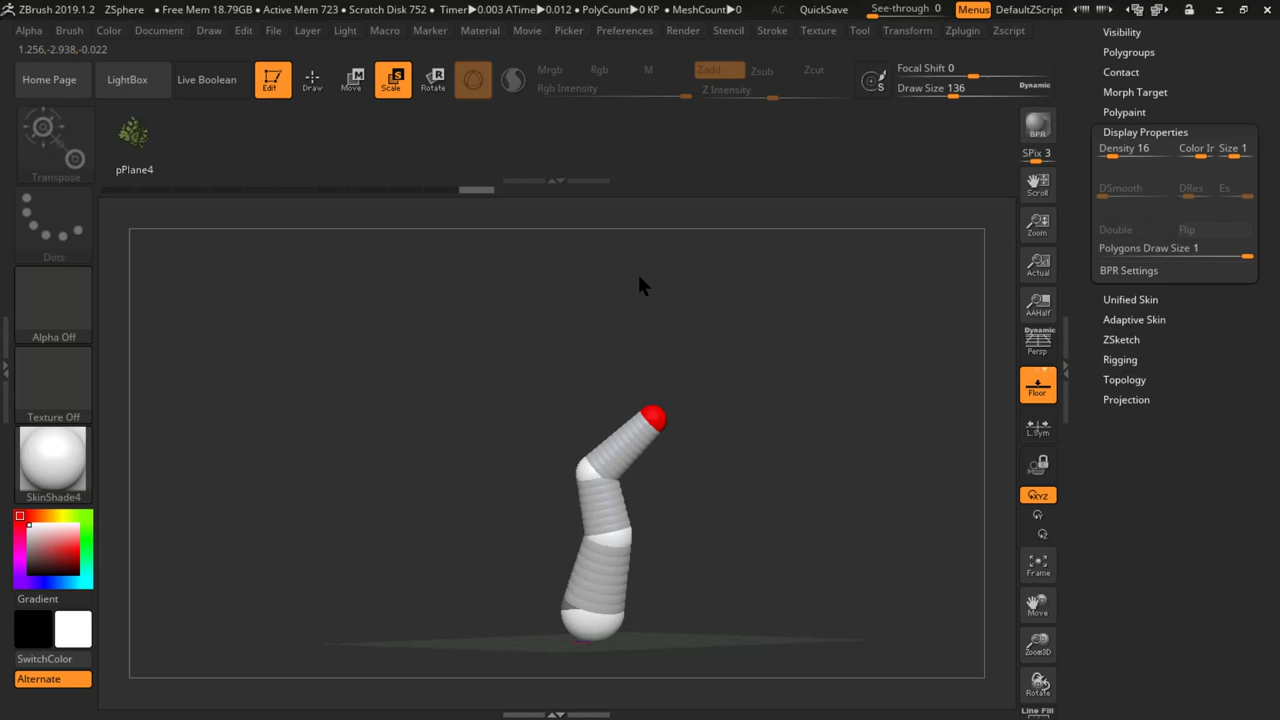 ZBrush 2019.1.2 ZSphere • Free Mem 18.79GB • Active Mem 723 • Scratch Disk 752 • Timer▶0.003 ATime▶0.012 • PolyCount▶0 KP • MeshCount▶0 AC QuickSave See-through 0 Menus DefaultZScript
Alpha Brush Color Document Draw Edit File Layer Light Macro Marker Material Movie Picker Preferences Render Stencil Stroke Texture Tool Transform Zplugin Zscript
1.256,-2.938,-0.022
Home Page LightBox Live Boolean Edit Draw Move Scale Rotate
Mrgb Rgb M Zadd Zsub Zcut
Rgb Intensity Z Intensity
Focal Shift 0
Draw Size 136 Dynamic
Transpose
Dots
Alpha Off
Texture Off
SkinShade4
Gradient
SwitchColor
Alternate
pPlane4
BPR
SPix 3
Scroll
Zoom
Actual
AAHalf
Dynamic
Persp
Floor
L.Sym
XYZ
Y
Z
Frame
Move
Zoom3D
Rotate
Line Fill
Visibility
Polygroups
Contact
Morph Target
Polypaint
Display Properties
Density 16 Color Ir Size 1
DSmooth DRes Es
Double Flip
Polygons Draw Size 1
BPR Settings
Unified Skin
Adaptive Skin
ZSketch
Rigging
Topology
Projection